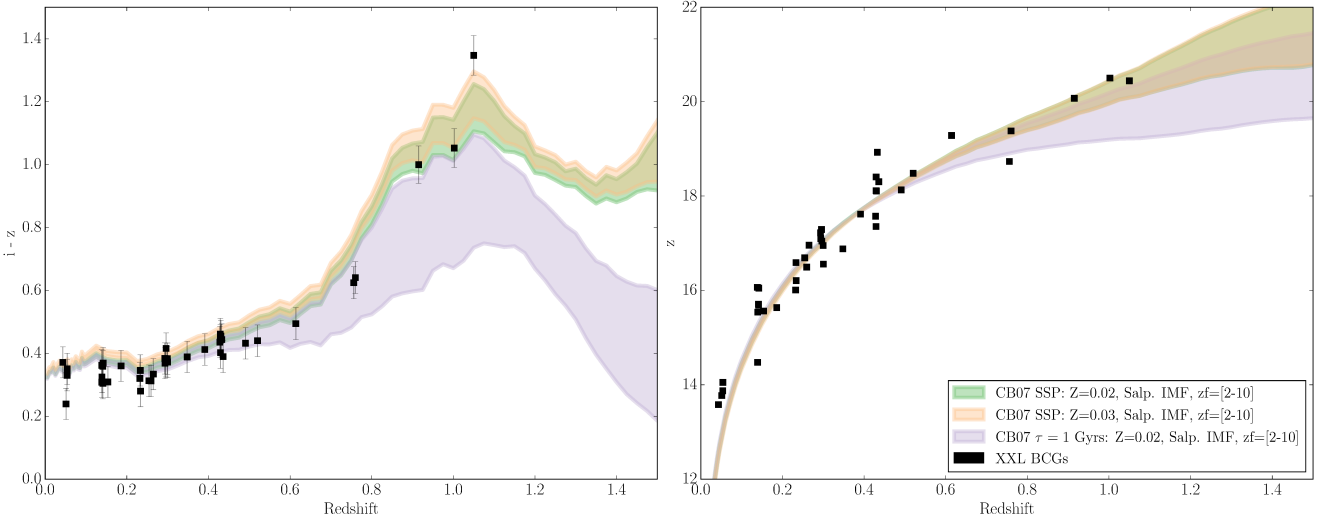 1.4
1.2
1.0
0.8
0.6
0.4
0.2
0.0
i - z
0.0 0.2 0.4 0.6 0.8 1.0 1.2 1.4
Redshift
22
20
18
16
14
12
z
0.0 0.2 0.4 0.6 0.8 1.0 1.2 1.4
Redshift
CB07 SSP: Z=0.02, Salp. IMF, zf=[2-10]
CB07 SSP: Z=0.03, Salp. IMF, zf=[2-10]
CB07 τ = 1 Gyrs: Z=0.02, Salp. IMF, zf=[2-10]
XXL BCGs